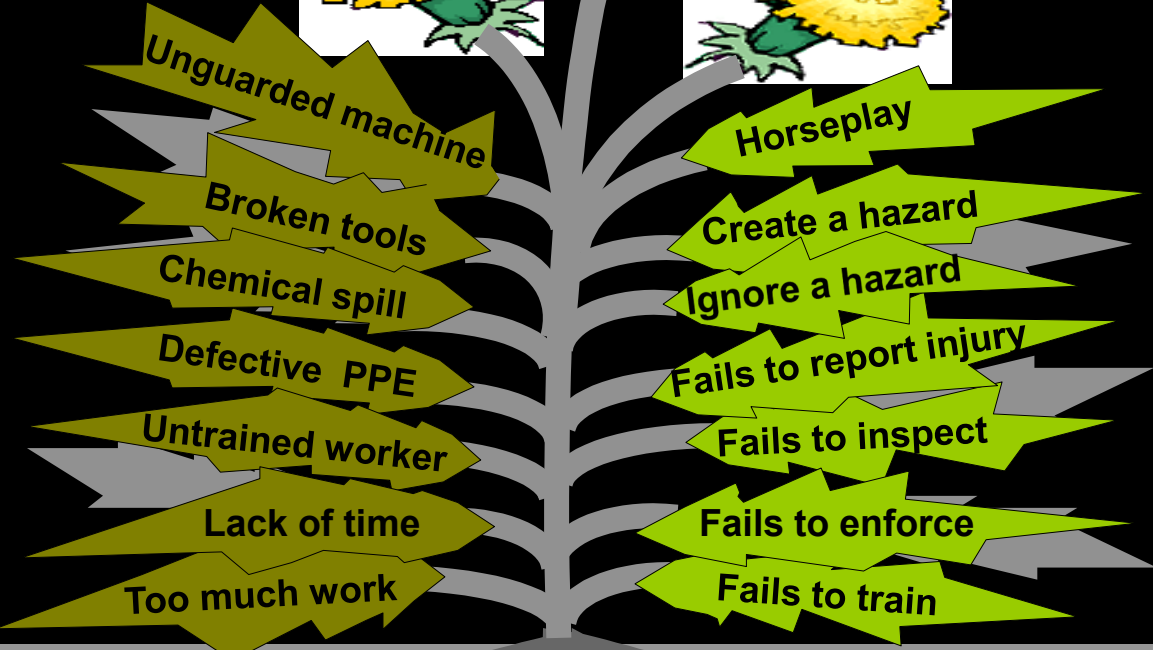 Unguarded machine
Broken tools
Chemical spill
Defective PPE
Untrained worker
Lack of time
Too much work
Horseplay
Create a hazard
Ignore a hazard
Fails to report injury
Fails to inspect
Fails to enforce
Fails to train